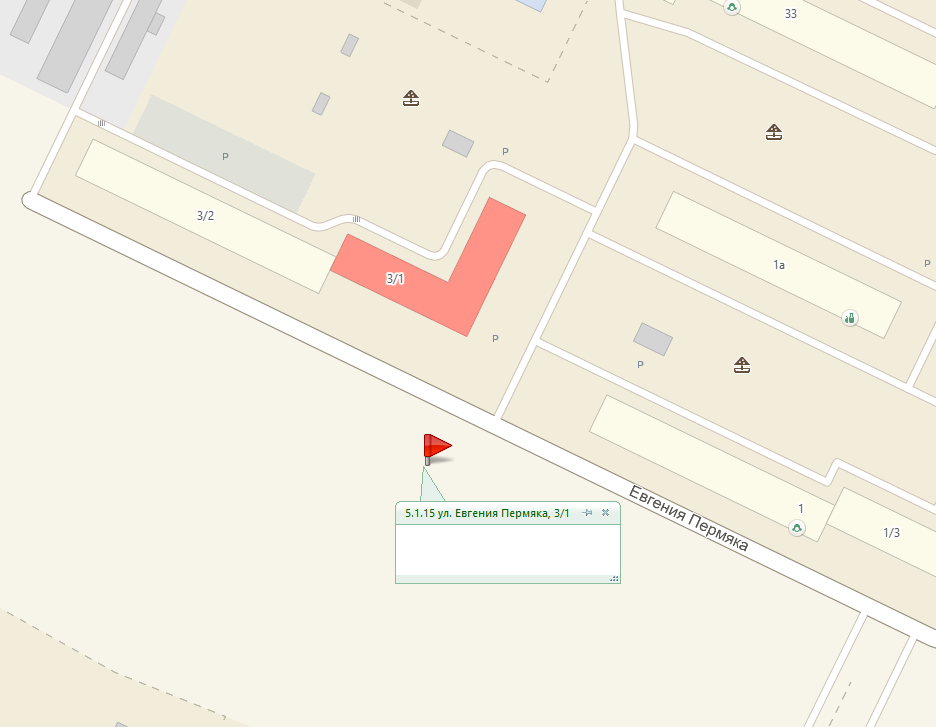 33
P
P
3/2
1а
P
3/1
P
P
Евгения Пермяка
1
5.1.15 ул. Евгения Пермяка, 3/1
1/3